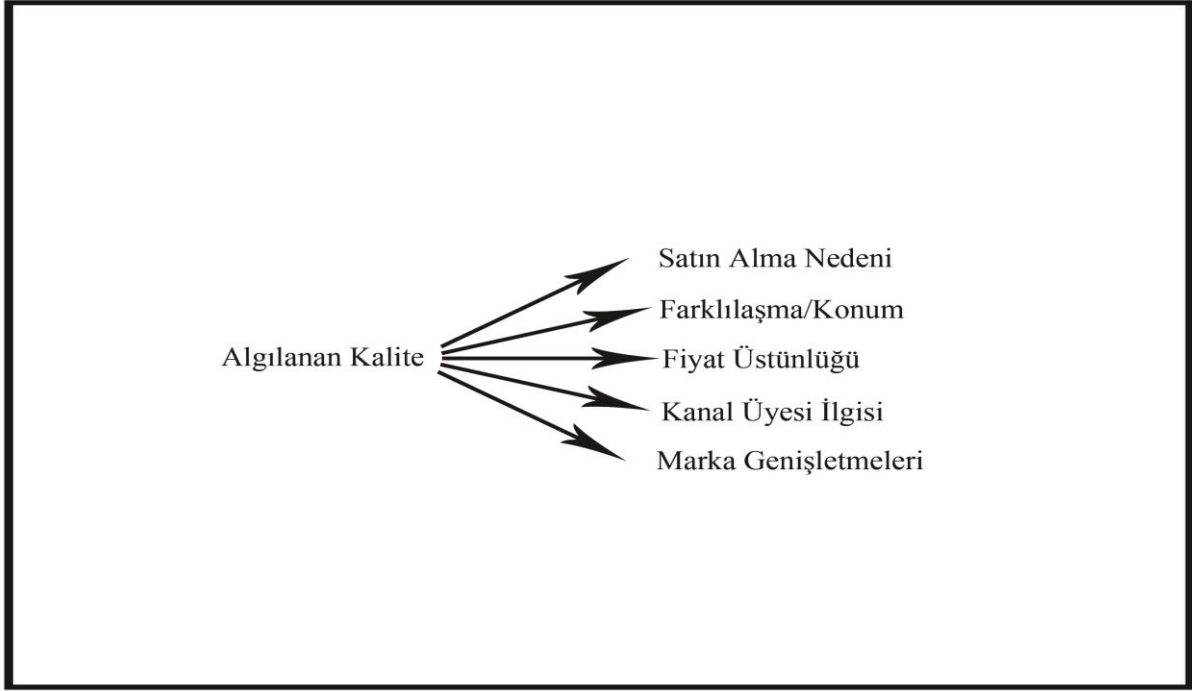 Algılanan Kalite
Satın Alma Nedeni
Farklılaşma/Konum
Fiyat Üstünlüğü
Kanal Üyesi İlgisi
Marka Genişletmeleri